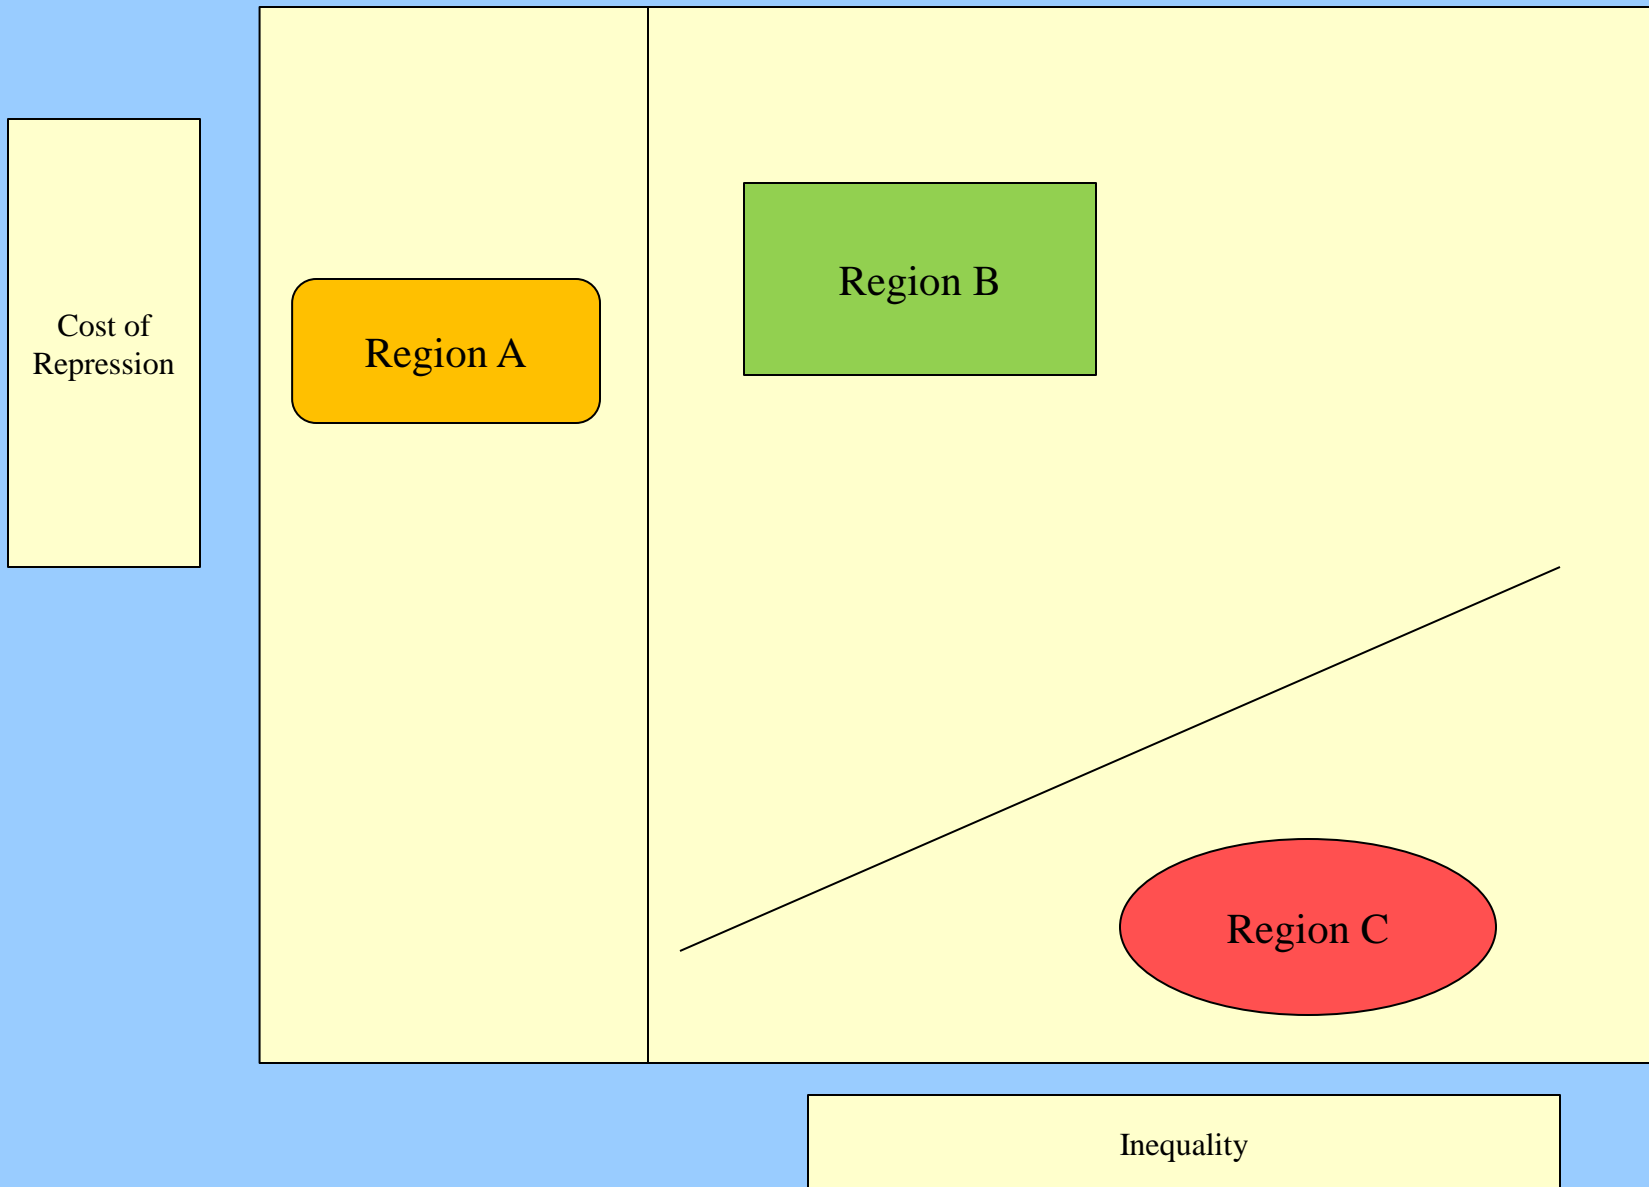 Region B
Cost of
Repression
Region A
Region C
Inequality